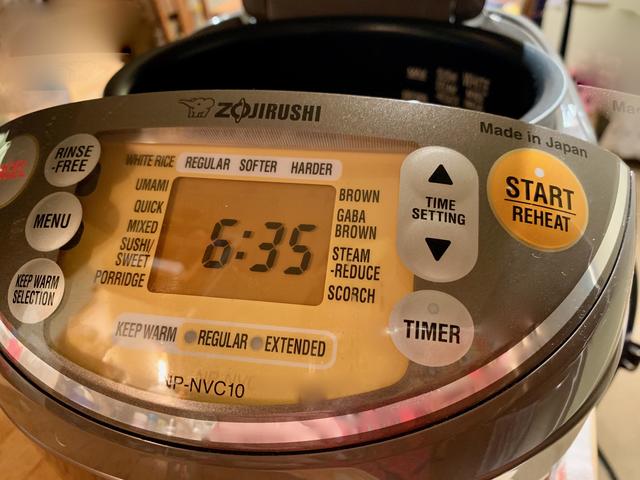 ZOJIRUSHI
Made in Japan
RINSE
-FREE
MENU
KEEP WARM
SELECTION
WHITE RICE REGULAR SOFTER HARDER
UMAMI
QUICK
MIXED
SUSHI/
SWEET
PORRIDGE
6:35
BROWN
GABA
BROWN
STEAM
-REDUCE
SCORCH
KEEP WARM REGULAR EXTENDED
NP-NVC10
TIME
SETTING
TIMER
START
REHEAT